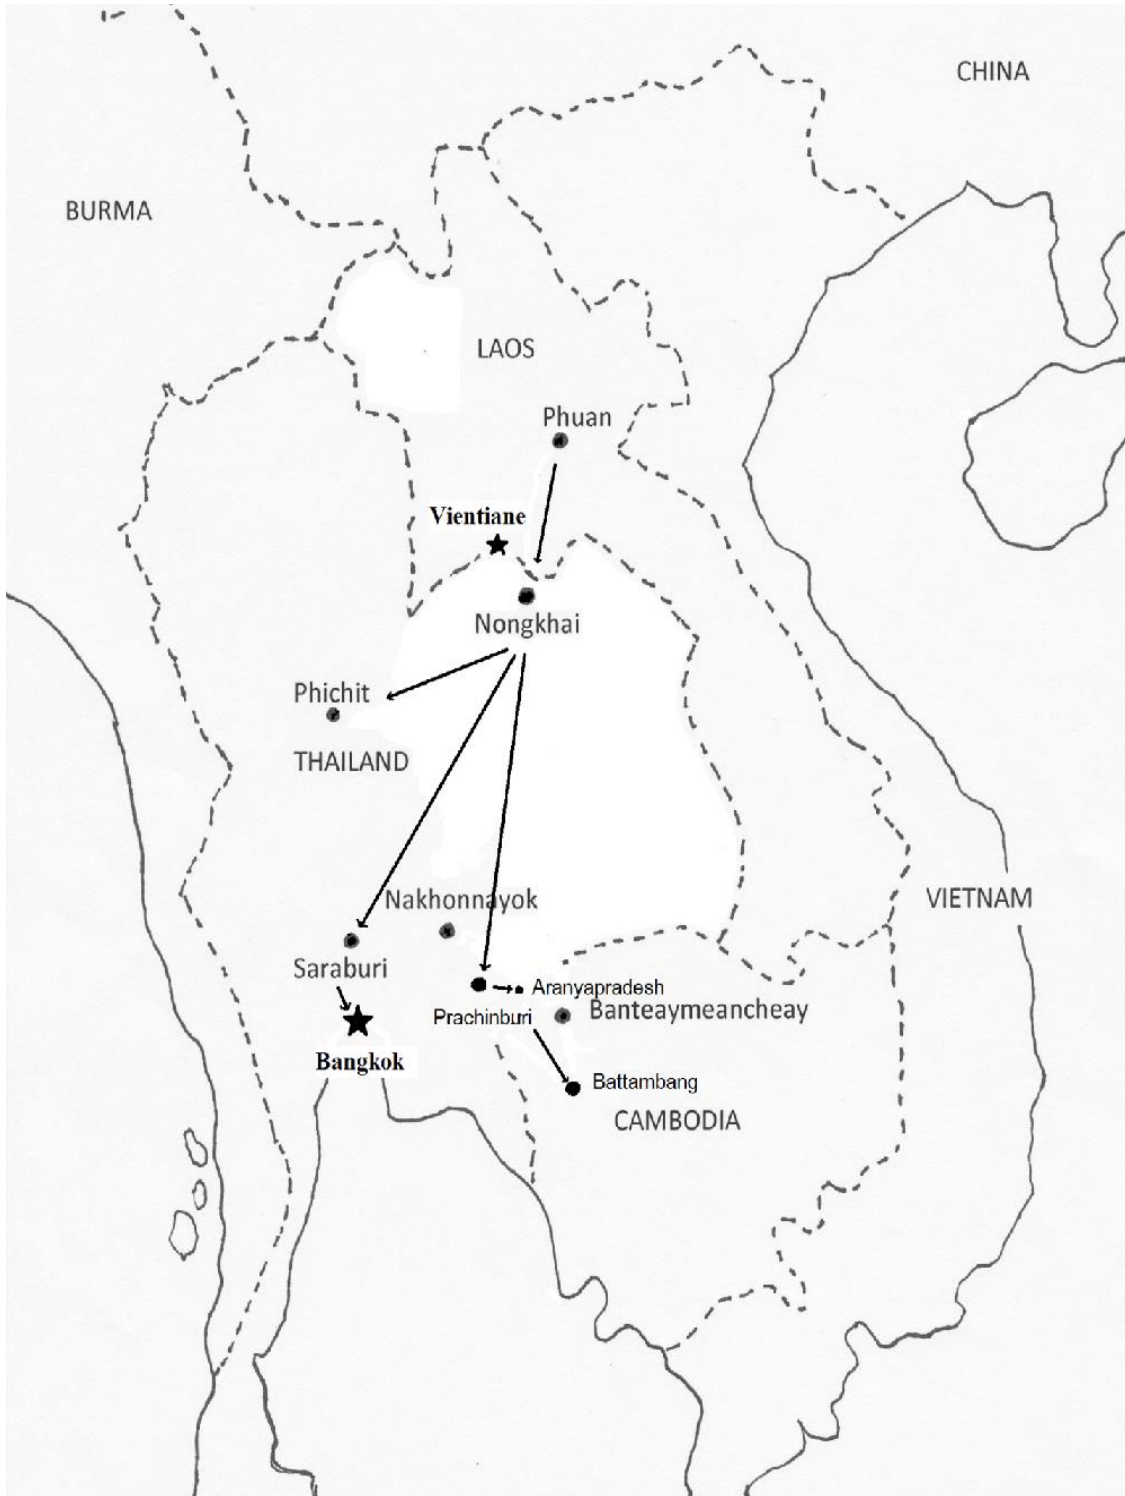 CHINA
BURMA
LAOS
Phuan
Vientiane
Nongkhai
Phichit
THAILAND
Nakhonnayok
VIETNAM
Saraburi
Aranyapradesh
Prachinburi
Banteaymeancheay
Bangkok
Battambang
CAMBODIA